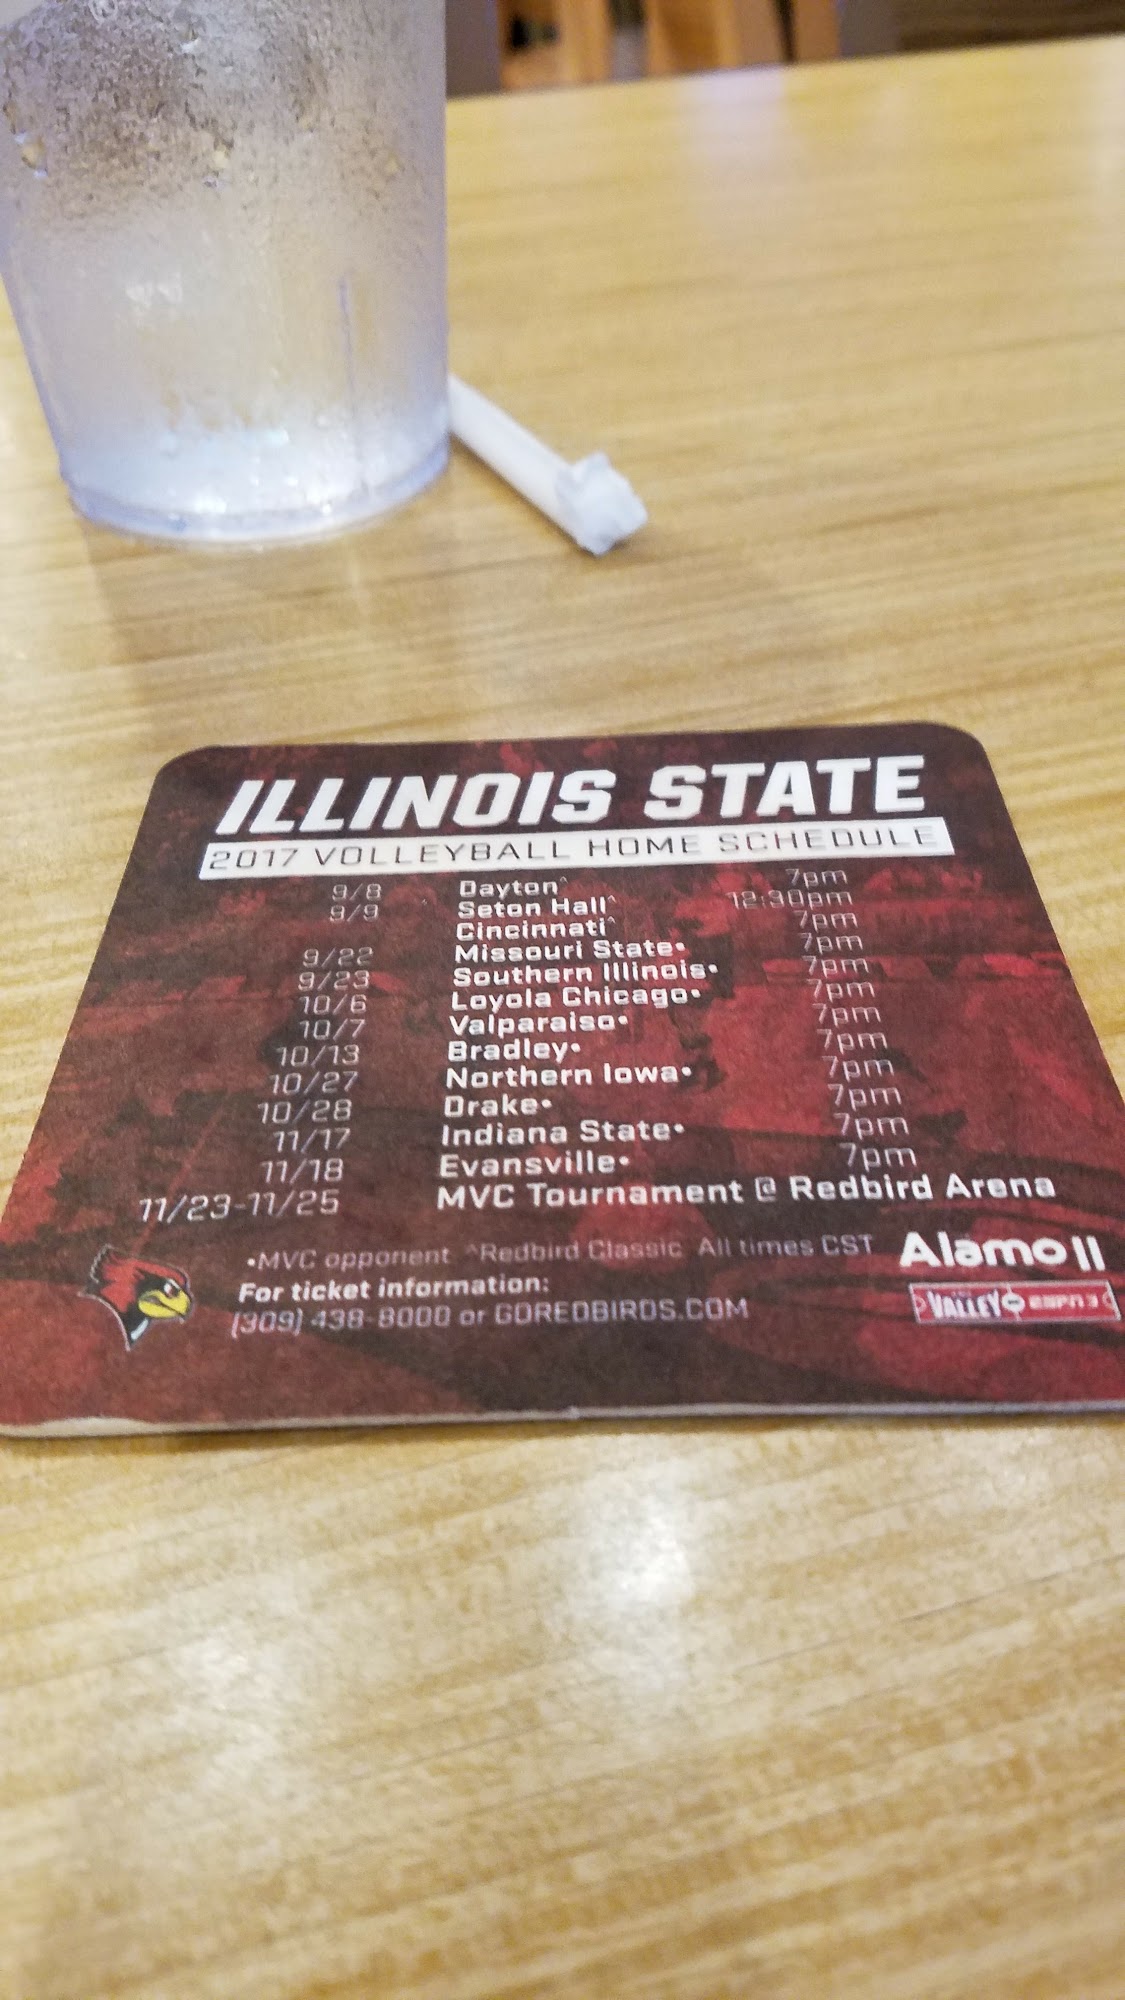 ILLINOIS STATE
2017 VOLLEYBALL HOME SCHEDULE
9/8 Dayton^ 7pm
9/9 Seton Hall^ 12:30pm
Cincinnati^ 7pm
9/22 Missouri State• 7pm
9/23 Southern Illinois• 7pm
10/6 Loyola Chicago• 7pm
10/7 Valparaiso• 7pm
10/13 Bradley• 7pm
10/27 Northern Iowa• 7pm
10/28 Drake• 7pm
11/17 Indiana State• 7pm
11/18 Evansville• 7pm
11/23-11/25 MVC Tournament @ Redbird Arena
•MVC opponent ^Redbird Classic All times CST
For ticket information:
(309) 438-8000 or GOREDBIRDS.COM
Alamo II
VALLEY ESPN 3